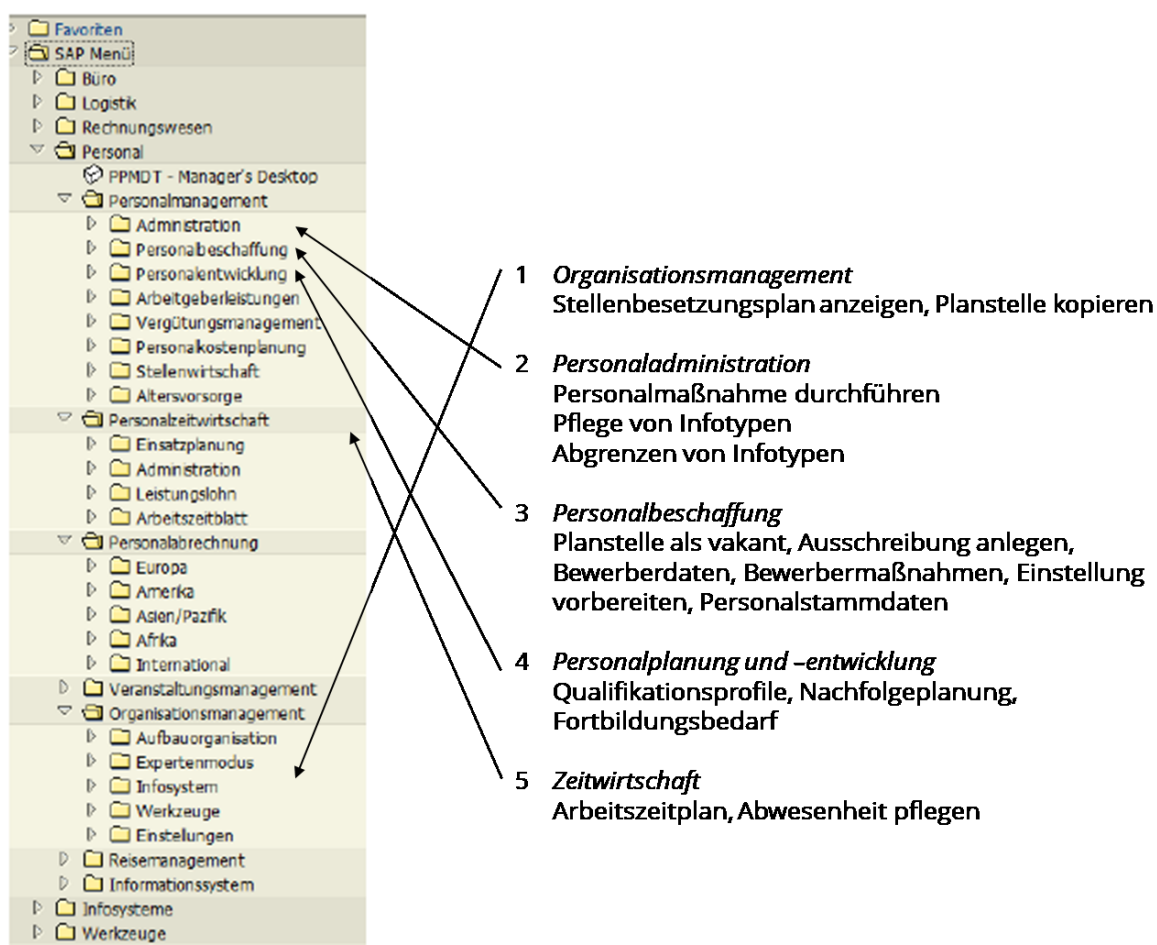 Favoriten
SAP Menü
Büro
Logistik
Rechnungswesen
Personal
PPMDT - Manager's Desktop
Personalmanagement
Administration
Personalbeschaffung
Personalentwicklung
Arbeitgeberleistungen
Vergütungsmanagement
Personalkostenplanung
Stellenwirtschaft
Altersvorsorge
Personalzeitwirtschaft
Einsatzplanung
Administration
Leistungslohn
Arbeitszeitblatt
Personalabrechnung
Europa
Amerika
Asien/Pazifik
Afrika
International
Veranstaltungsmanagement
Organisationsmanagement
Aufbauorganisation
Expertenmodus
Infosystem
Werkzeuge
Einstellungen
Reisemanagement
Informationssystem
Infosysteme
Werkzeuge
1 Organisationsmanagement
Stellenbesetzungsplan anzeigen, Planstelle kopieren
2 Personaladministration
Personalmaßnahme durchführen
Pflege von Infotypen
Abgrenzen von Infotypen
3 Personalbeschaffung
Planstelle als vakant, Ausschreibung anlegen,
Bewerberdaten, Bewerbermaßnahmen, Einstellung
vorbereiten, Personalstammdaten
4 Personalplanung und –entwicklung
Qualifikationsprofile, Nachfolgeplanung,
Fortbildungsbedarf
5 Zeitwirtschaft
Arbeitszeitplan, Abwesenheit pflegen